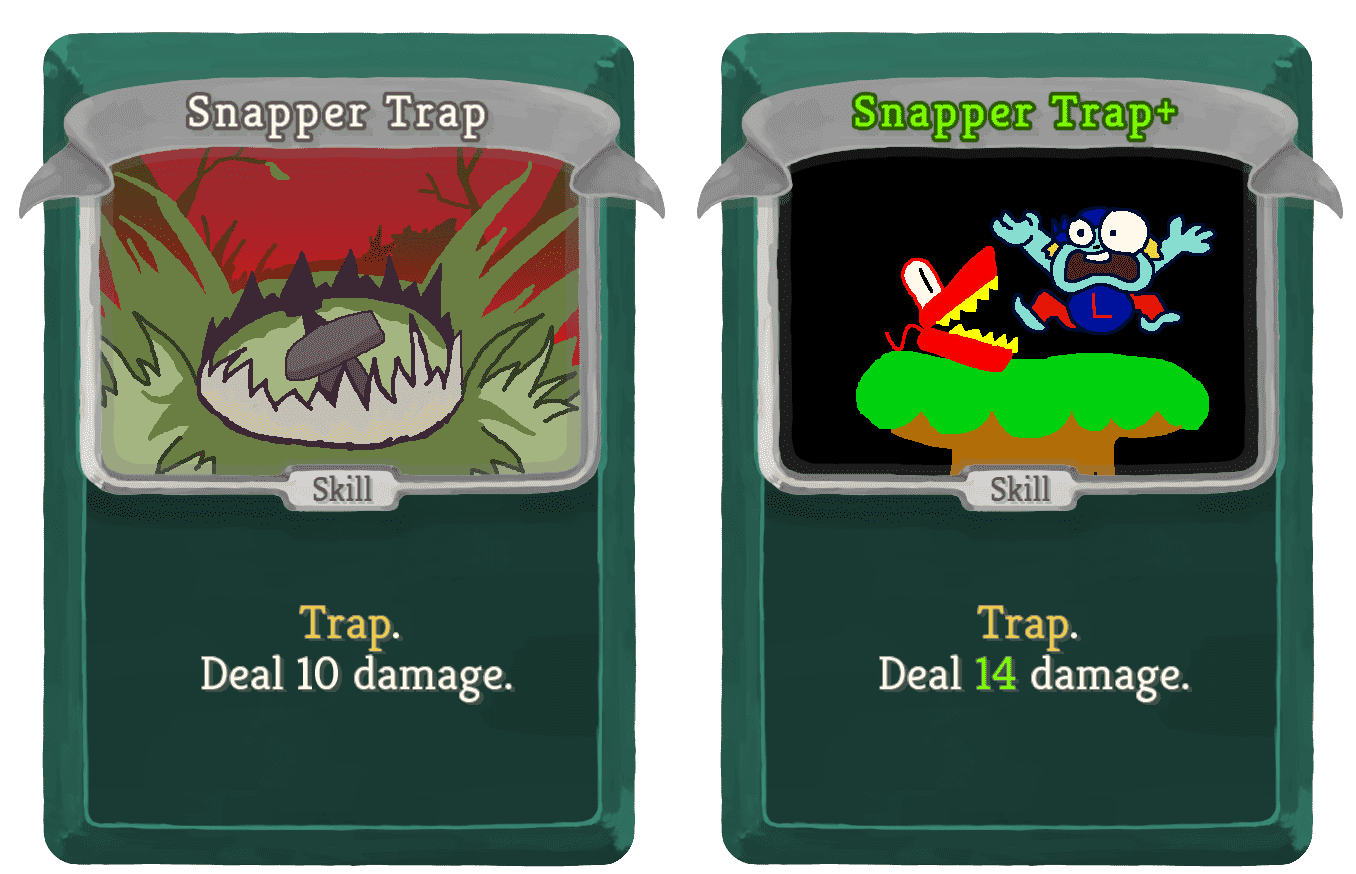 Snapper Trap
Skill
Trap.
Deal 10 damage.
Snapper Trap+
L
Skill
Trap.
Deal 14 damage.